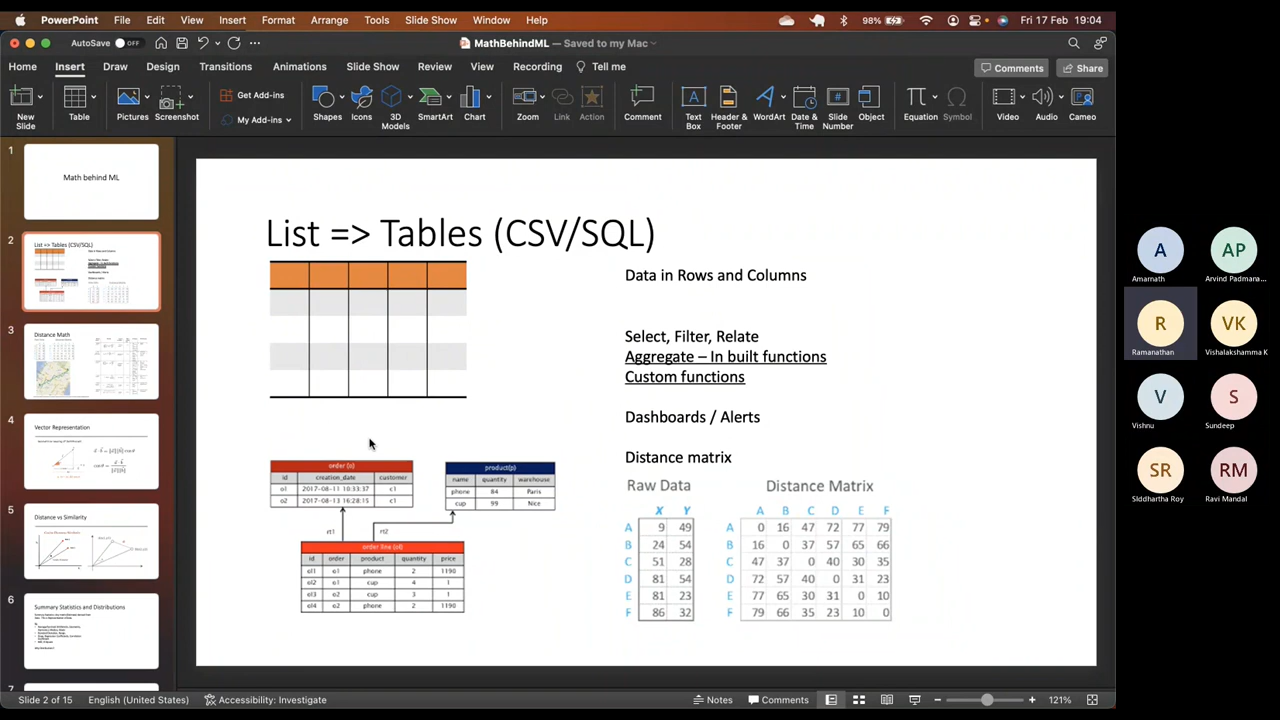 PowerPoint File Edit View Insert Format Arrange Tools Slide Show Window Help 98% Fri 17 Feb 19:04
AutoSave OFF MathBehindML — Saved to my Mac
Home Insert Draw Design Transitions Animations Slide Show Review View Recording Tell me Comments Share
Get Add-ins
My Add-ins
New Slide Table Pictures Screenshot Shapes Icons 3D Models SmartArt Chart Zoom Link Action Comment Text Box Header & Footer WordArt Date & Time Slide Number Object Equation Symbol Video Audio Cameo
1
Math behind ML
2
List => Tables (CSV/SQL)
3
Distance Math
4
Vector Representation
5
Distance vs Similarity
6
Summary Statistics and Distributions
7
List => Tables (CSV/SQL)
Data in Rows and Columns
Select, Filter, Relate
Aggregate – In built functions
Custom functions
Dashboards / Alerts
Distance matrix
order (o)
id creation_date customer
o1 2017-08-11 10:33:37 c1
o2 2017-08-13 16:28:15 c1
product(p)
name quantity warehouse
phone 84 Paris
cup 99 Nice
rt1 rt2
order line (ol)
id order product quantity price
ol1 o1 phone 2 1190
ol2 o1 cup 4 1
ol3 o2 cup 3 1
ol4 o2 phone 2 1190
Raw Data
X Y
A 9 49
B 24 54
C 51 28
D 81 54
E 81 23
F 86 32
Distance Matrix
A B C D E F
A 0 16 47 72 77 79
B 16 0 37 57 65 66
C 47 37 0 40 30 35
D 72 57 40 0 31 23
E 77 65 30 31 0 10
F 79 66 35 23 10 0
A AP
Amarnath Arvind Padmana...
R VK
Ramanathan Vishalakshamma K
V S
Vishnu Sundeep
SR RM
Siddhartha Roy Ravi Mandal
Slide 2 of 15 English (United States) Accessibility: Investigate Notes Comments 121%